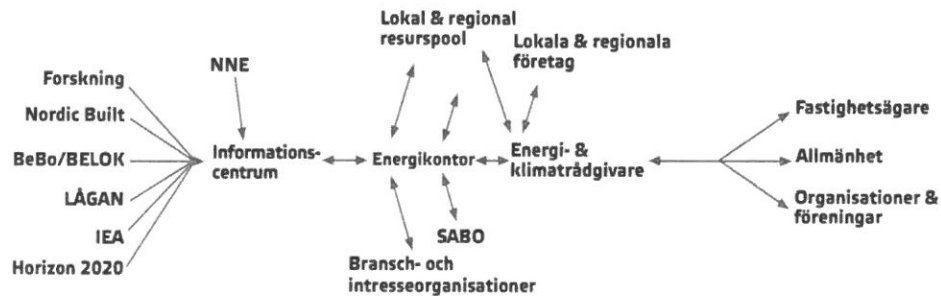 Lokal & regional
resurspool
Lokala & regionala
företag
NNE
Forskning
Nordic Built
BeBo/BELOK
LÅGAN
IEA
Horizon 2020
Informations-
centrum
Energikontor
Energi- &
klimatrådgivare
Fastighetsägare
Allmänhet
Organisationer &
föreningar
SABO
Bransch- och
intresseorganisationer